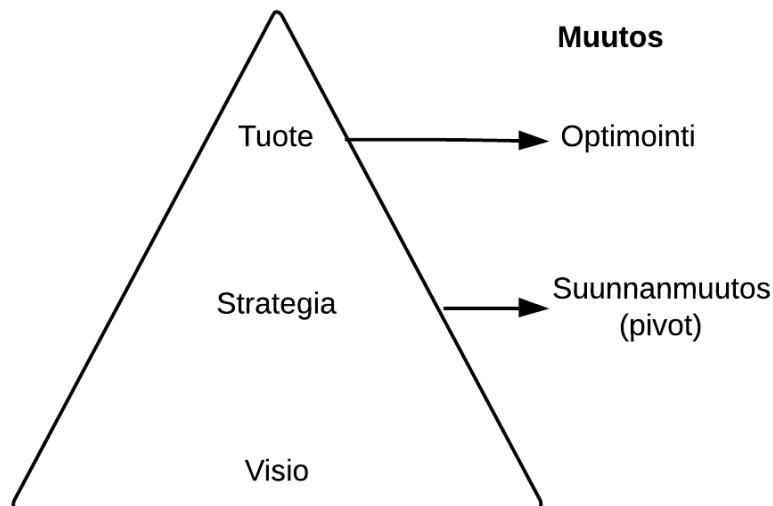 Muutos
Tuote
Optimointi
Strategia
Suunnanmuutos
(pivot)
Visio